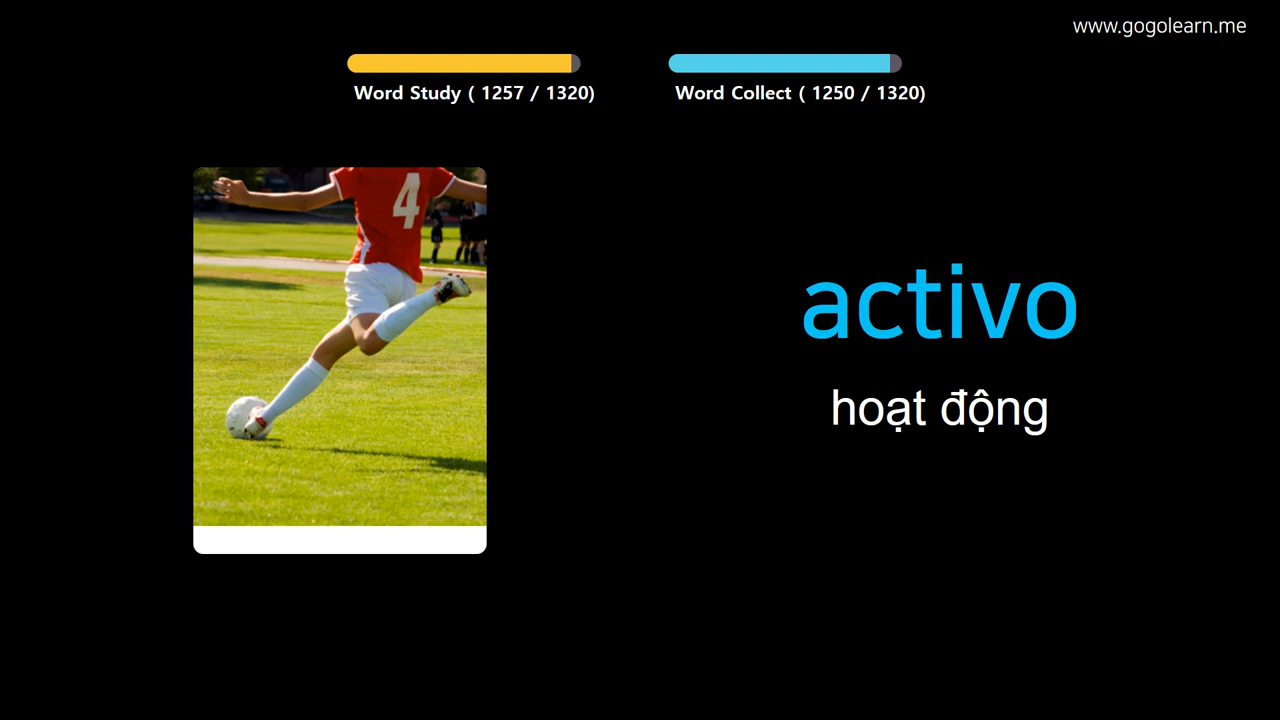 www.gogolearn.me
Word Study ( 1257 / 1320)
Word Collect ( 1250 / 1320)
4
activo
hoạt động